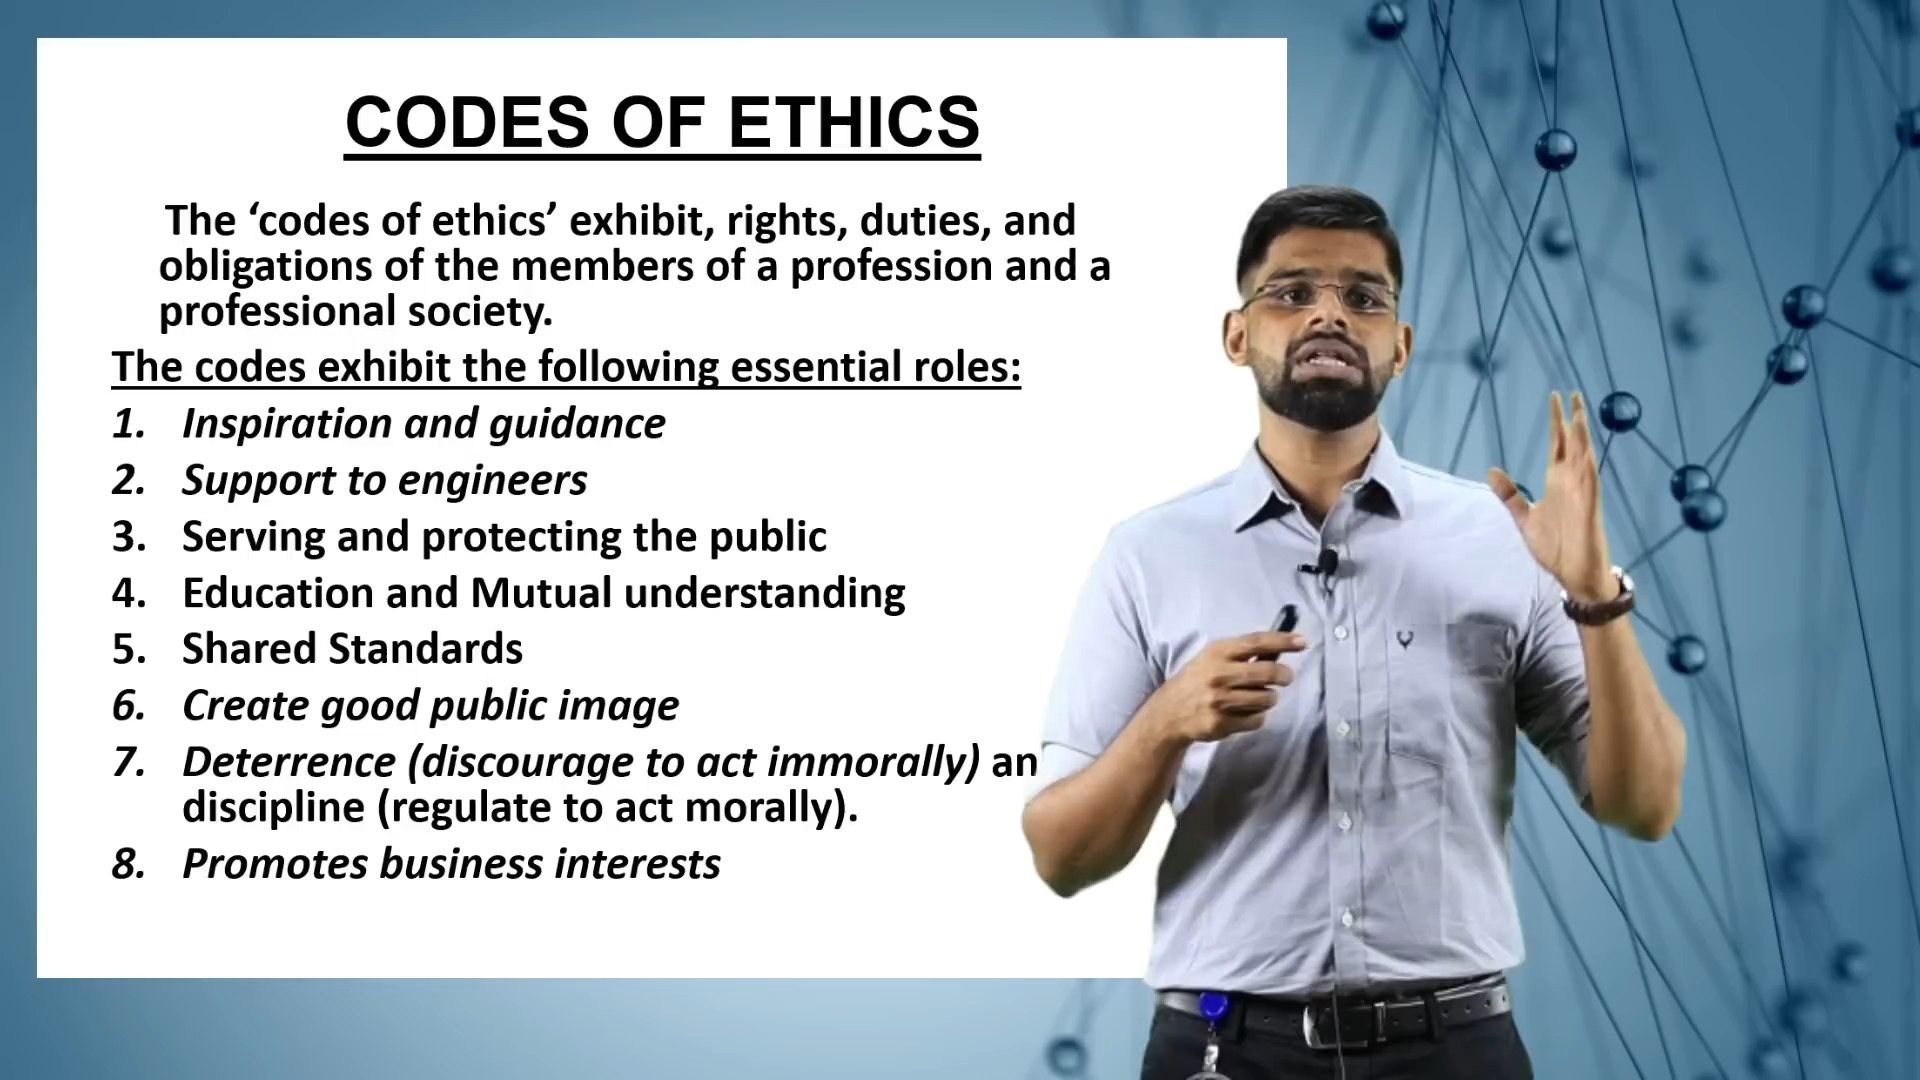 CODES OF ETHICS
The ‘codes of ethics’ exhibit, rights, duties, and
obligations of the members of a profession and a
professional society.
The codes exhibit the following essential roles:
1. Inspiration and guidance
2. Support to engineers
3. Serving and protecting the public
4. Education and Mutual understanding
5. Shared Standards
6. Create good public image
7. Deterrence (discourage to act immorally)
discipline (regulate to act morally).
8. Promotes business interests